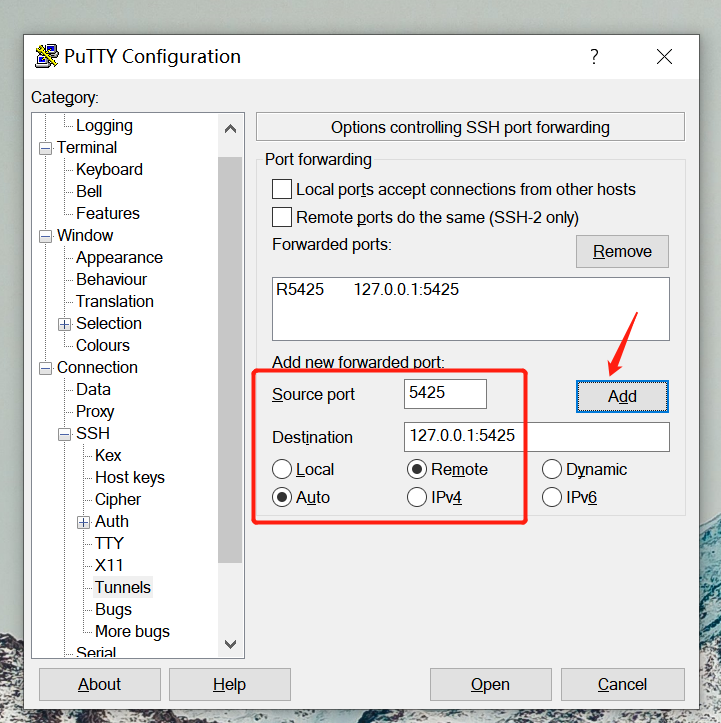 PuTTY Configuration
?
Category:
Logging
Terminal
Keyboard
Bell
Features
Window
Appearance
Behaviour
Translation
Selection
Colours
Connection
Data
Proxy
SSH
Kex
Host keys
Cipher
Auth
TTY
X11
Tunnels
Bugs
More bugs
Serial
Options controlling SSH port forwarding
Port forwarding
Local ports accept connections from other hosts
Remote ports do the same (SSH-2 only)
Forwarded ports:
Remove
R5425 127.0.0.1:5425
Add new forwarded port:
Source port 5425 Add
Destination 127.0.0.1:5425
Local Remote Dynamic
Auto IPv4 IPv6
About Help Open Cancel